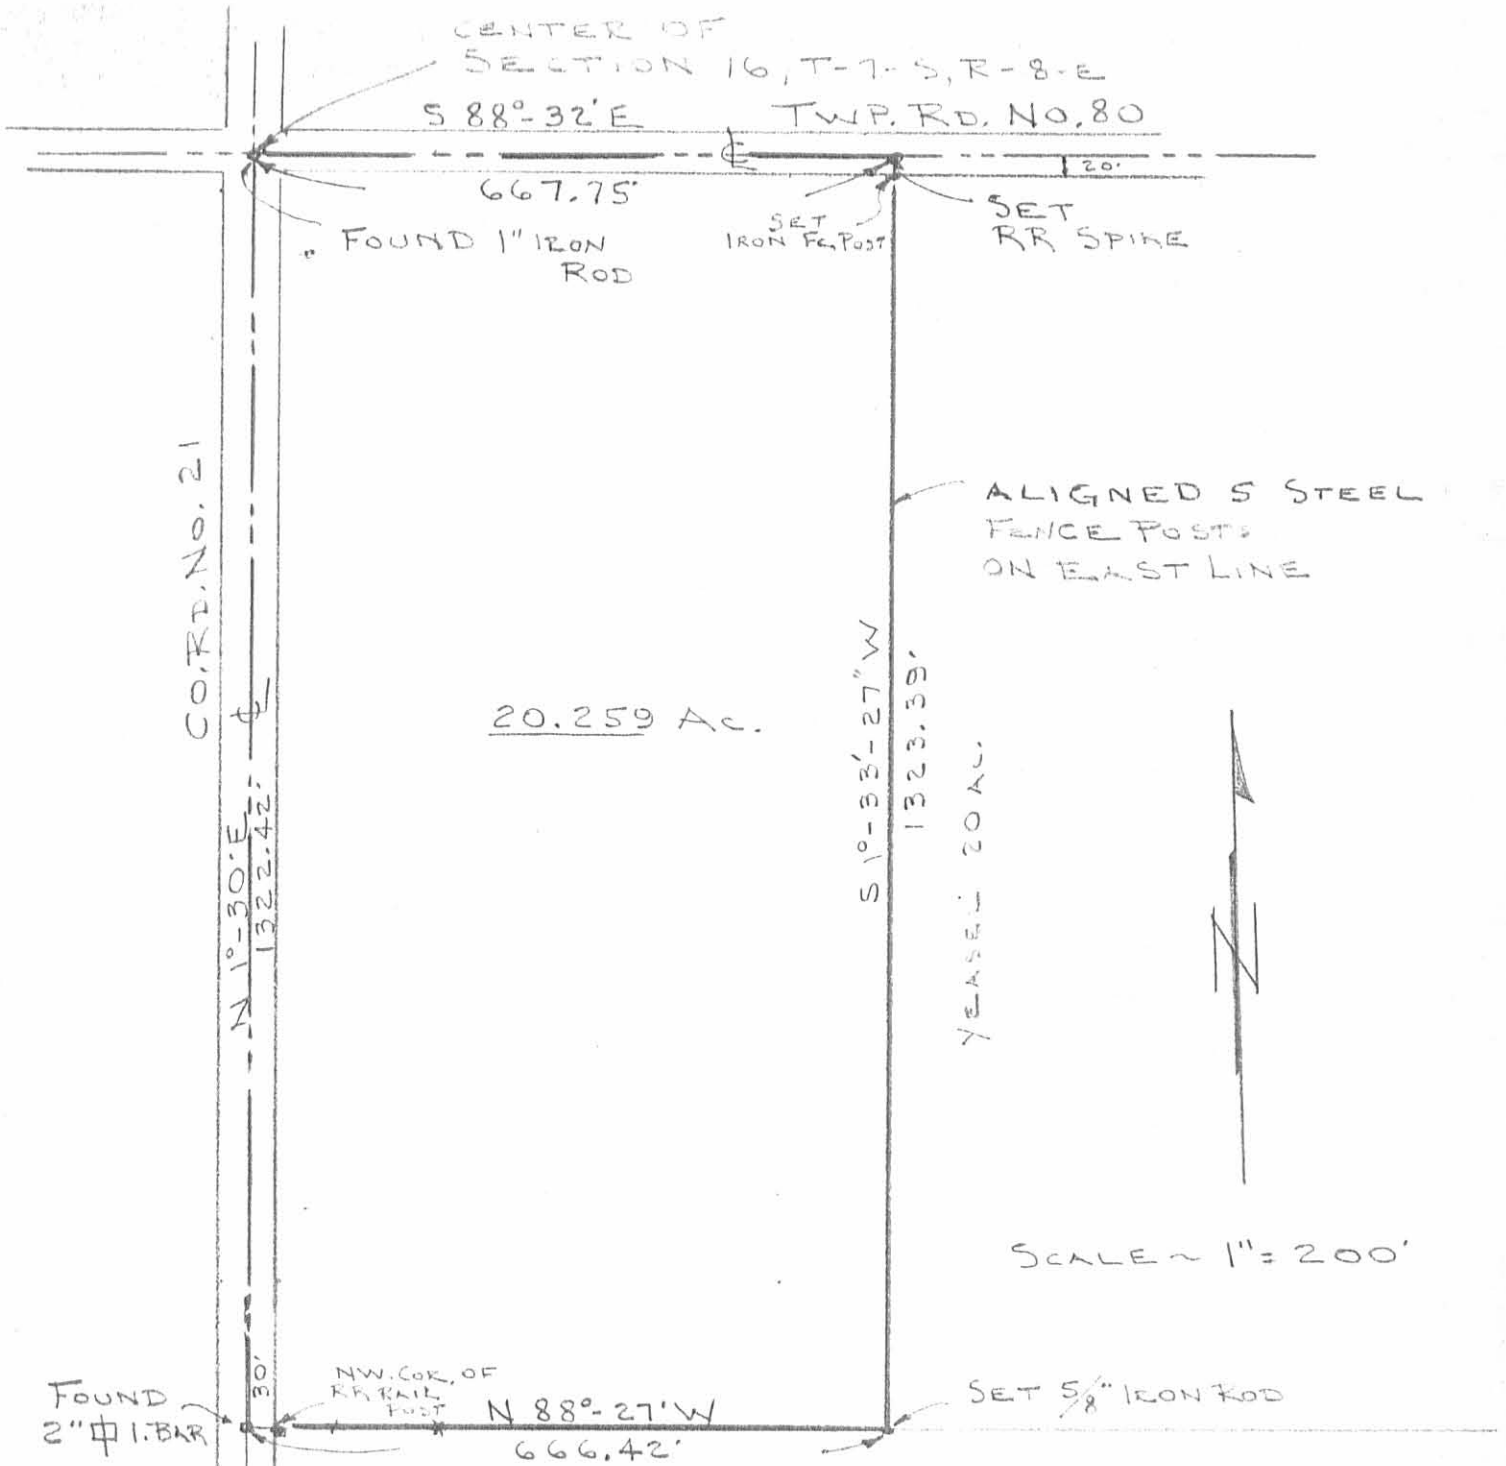 CENTER OF
SECTION 16, T-7-S, R-8-E
S 88°-32' E
TWP. RD. NO. 80
667.75'
20'
FOUND 1" IRON
ROD
SET
IRON FE. POST
SET
RR SPIKE
CO. RD. No. 21
ALIGNED 5 STEEL
FENCE POSTS
ON EAST LINE
20.259 Ac.
S 1°-33'-27" W
1323.39'
20 AC.
N 1°-30' E
1322.42'
N
SCALE ~ 1" = 200'
30'
NW. COR. OF
RR RAIL
POST
FOUND
2" I. BAR
N 88°-27' W
666.42'
SET 5/8" IRON ROD